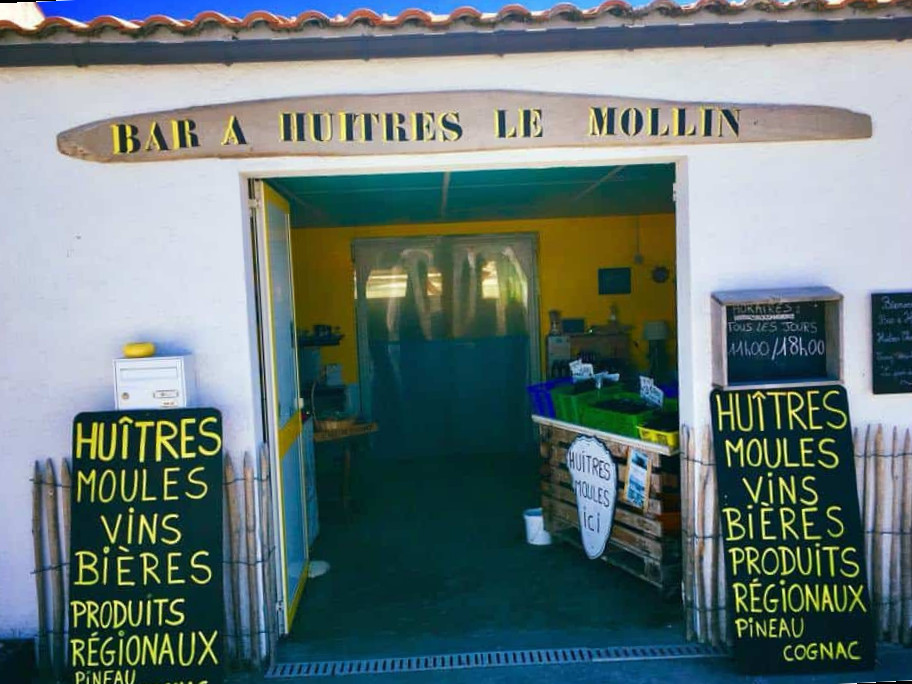 BAR A HUITRES LE MOLLIN
HUÎTRES
MOULES
VINS
BIÈRES
PRODUITS
RÉGIONAUX
PINEAU
HUÎTRES
MOULES
ici
HORAIRES:
TOUS LES JOURS
11h00/18h00
HUÎTRES
MOULES
VINS
BIÈRES
PRODUITS
RÉGIONAUX
PINEAU
COGNAC